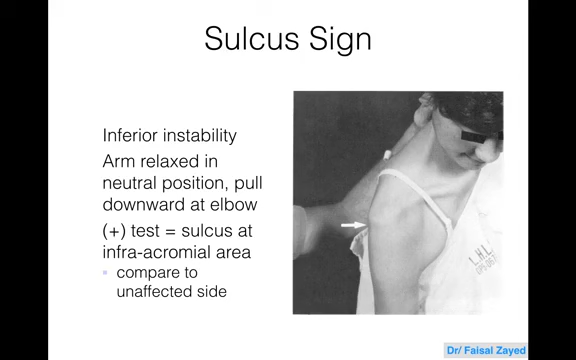 Sulcus Sign
Inferior instability
Arm relaxed in
neutral position, pull
downward at elbow
(+) test = sulcus at
infra-acromial area
compare to
unaffected side
Dr/ Faisal Zayed